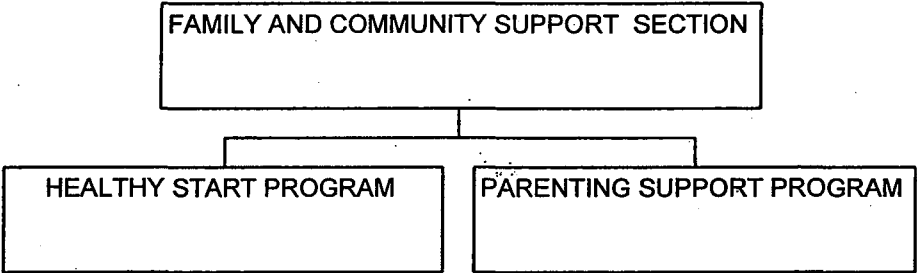 FAMILY AND COMMUNITY SUPPORT SECTION
HEALTHY START PROGRAM
PARENTING SUPPORT PROGRAM